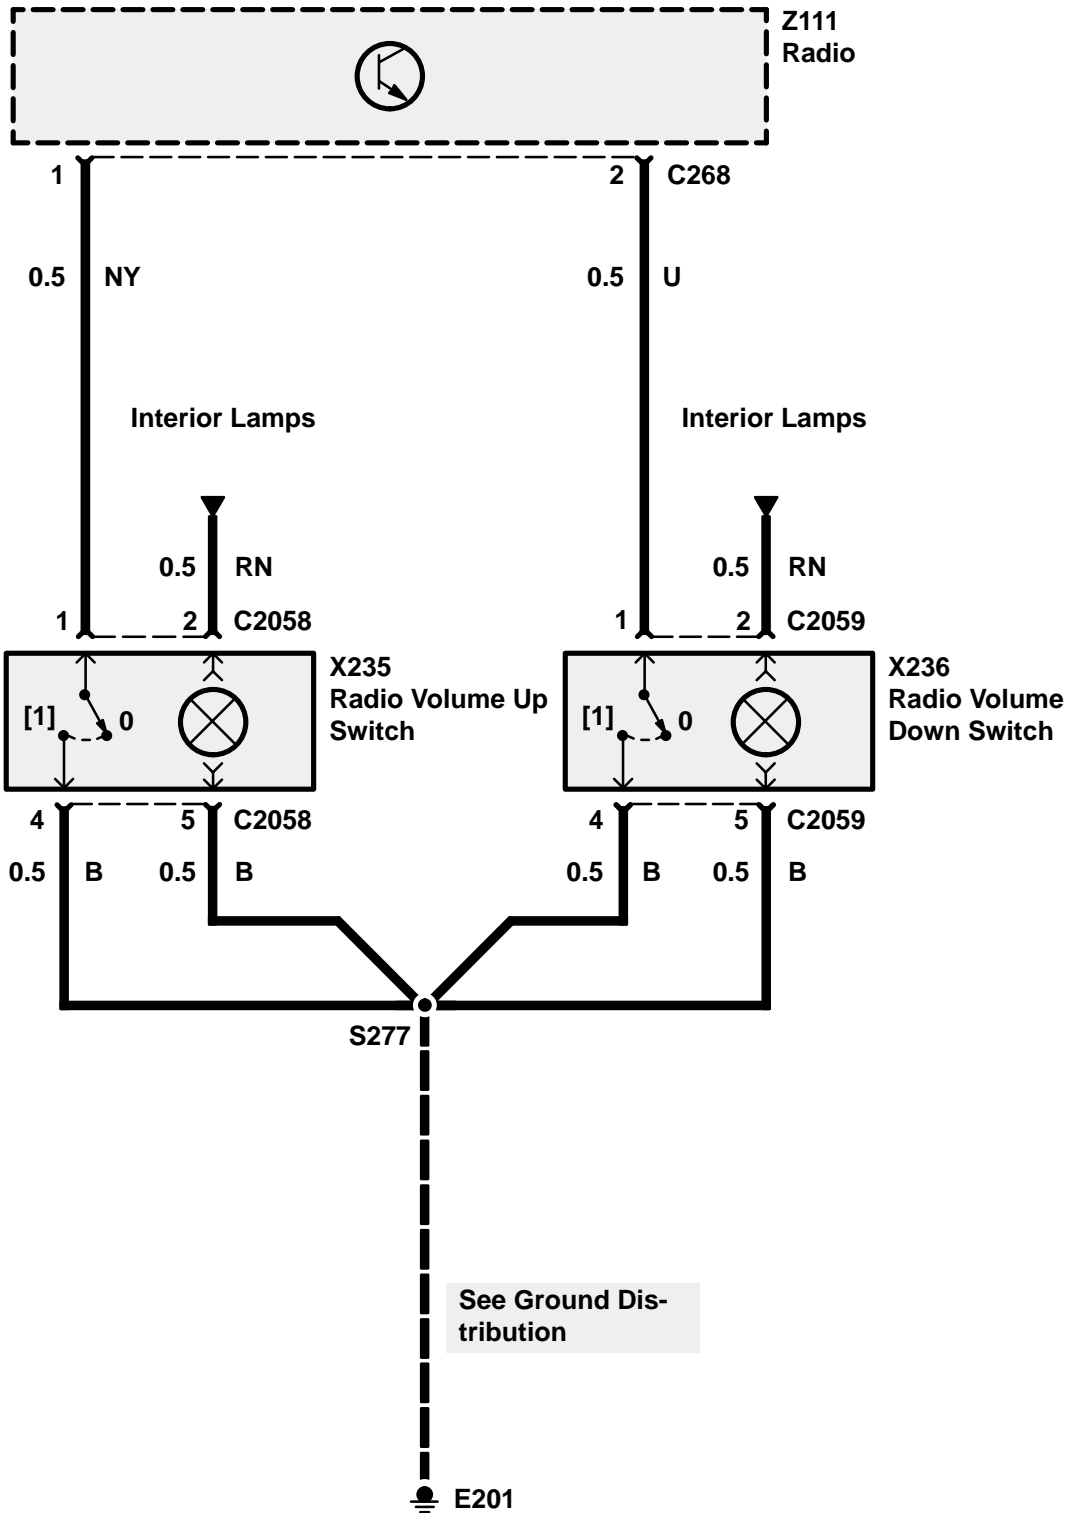 Z111
Radio
1
2
C268
0.5
NY
0.5
U
Interior Lamps
Interior Lamps
0.5
RN
0.5
RN
1
2
C2058
1
2
C2059
X235
Radio Volume Up
Switch
[1]
0
X236
Radio Volume
Down Switch
[1]
0
4
5
C2058
4
5
C2059
0.5
B
0.5
B
0.5
B
0.5
B
S277
See Ground Dis-
tribution
E201